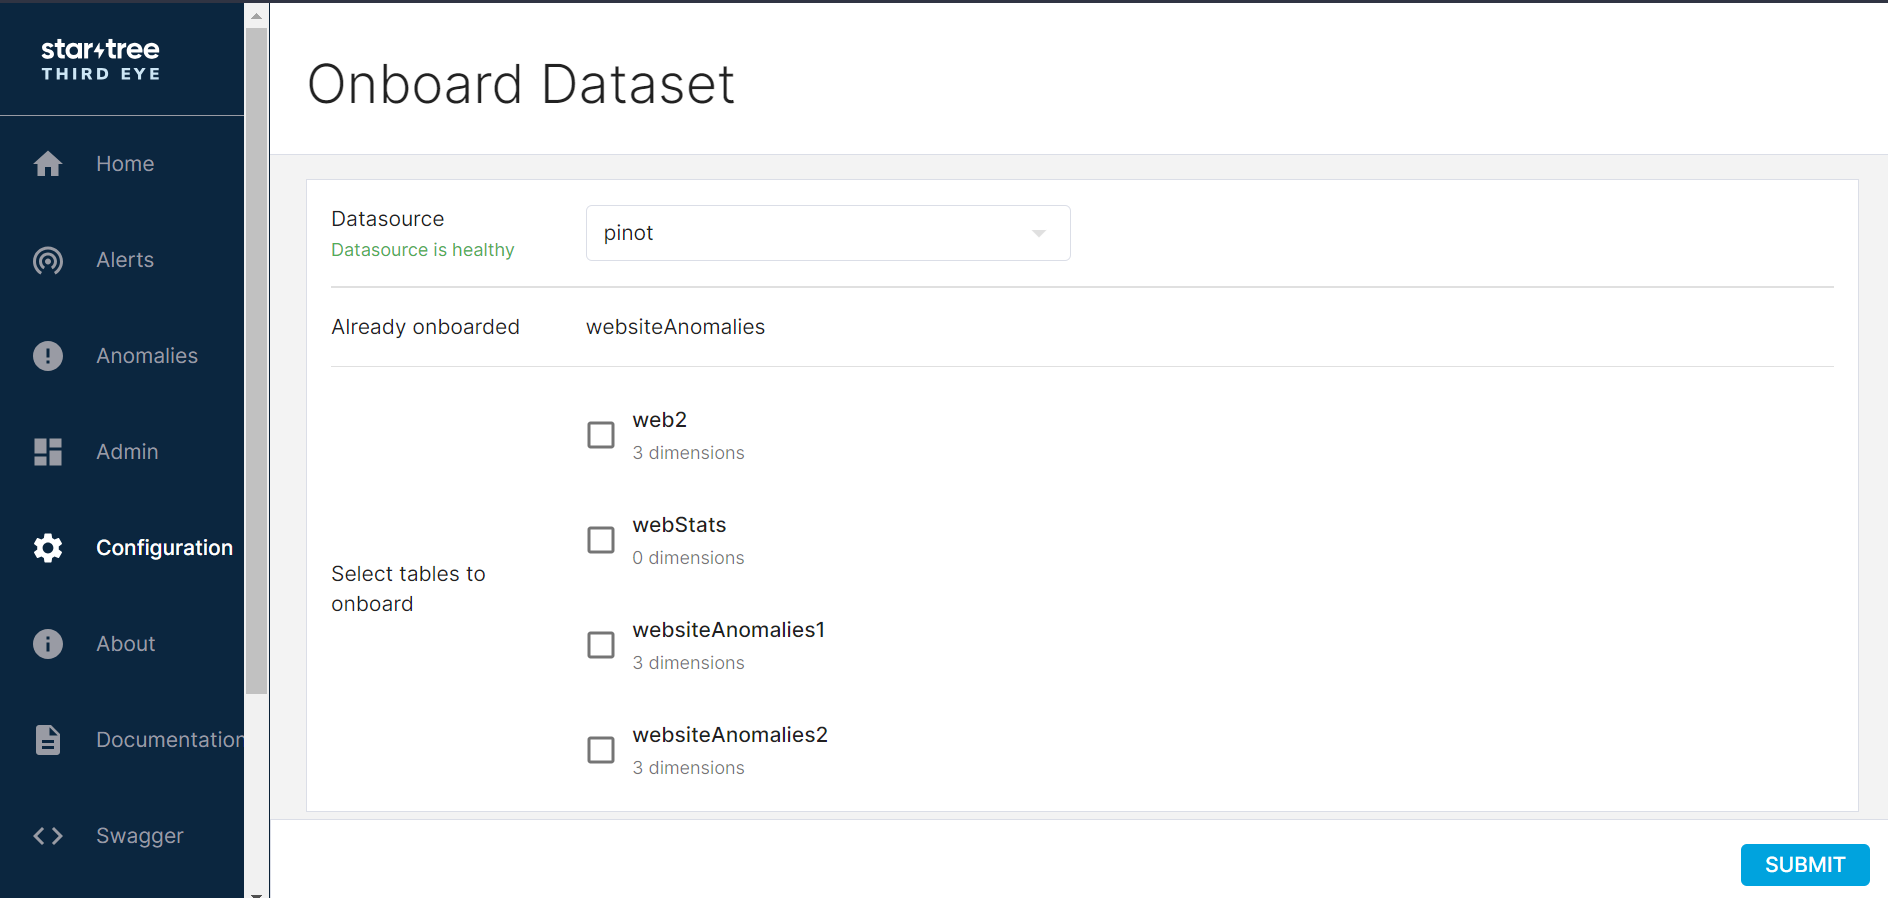 startree
THIRD EYE
Home
Alerts
Anomalies
Admin
Configuration
About
Documentation
Swagger
Onboard Dataset
Datasource
Datasource is healthy
pinot
Already onboarded
websiteAnomalies
Select tables to
onboard
web2
3 dimensions
webStats
0 dimensions
websiteAnomalies1
3 dimensions
websiteAnomalies2
3 dimensions
SUBMIT